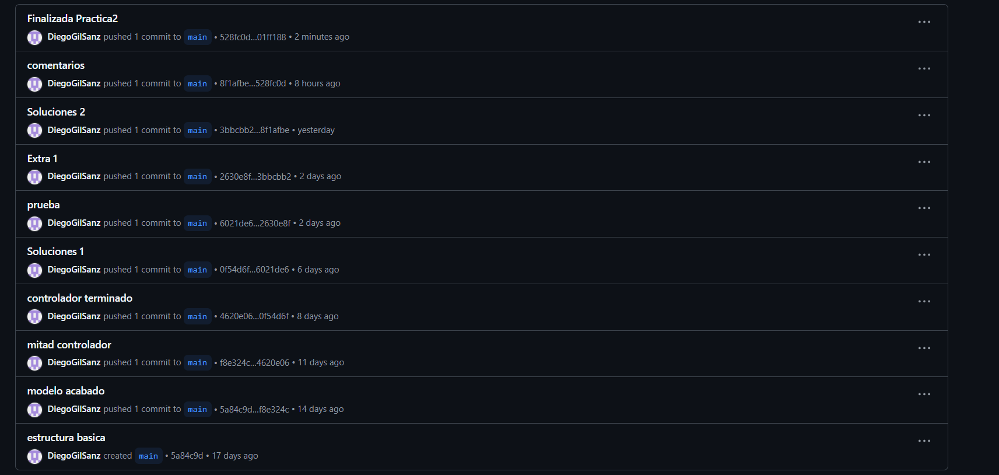 Finalizada Practica2
DiegoGilSanz pushed 1 commit to main • 528fc0d...01ff188 • 2 minutes ago
comentarios
DiegoGilSanz pushed 1 commit to main • 8f1afbe...528fc0d • 8 hours ago
Soluciones 2
DiegoGilSanz pushed 1 commit to main • 3bbcbb2...8f1afbe • yesterday
Extra 1
DiegoGilSanz pushed 1 commit to main • 2630e8f...3bbcbb2 • 2 days ago
prueba
DiegoGilSanz pushed 1 commit to main • 6021de6...2630e8f • 2 days ago
Soluciones 1
DiegoGilSanz pushed 1 commit to main • 0f54d6f...6021de6 • 6 days ago
controlador terminado
DiegoGilSanz pushed 1 commit to main • 4620e06...0f54d6f • 8 days ago
mitad controlador
DiegoGilSanz pushed 1 commit to main • f8e324c...4620e06 • 11 days ago
modelo acabado
DiegoGilSanz pushed 1 commit to main • 5a84c9d...f8e324c • 14 days ago
estructura basica
DiegoGilSanz created main • 5a84c9d • 17 days ago